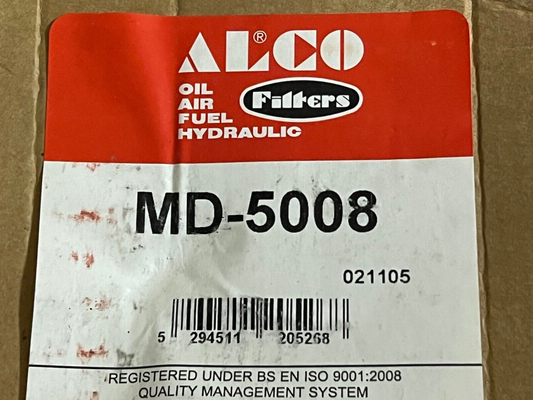 ALCO®
OIL
AIR
FUEL
HYDRAULIC
Filters
MD-5008
021105
5 294511 205268
REGISTERED UNDER BS EN ISO 9001:2008
QUALITY MANAGEMENT SYSTEM